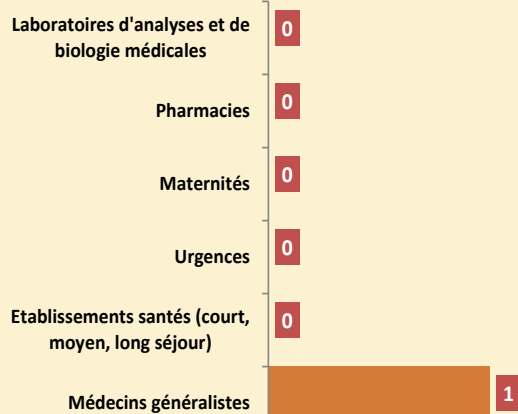 Laboratoires d'analyses et de
biologie médicales
0
Pharmacies
0
Maternités
0
Urgences
0
Etablissements santés (court,
moyen, long séjour)
0
Médecins généralistes
1